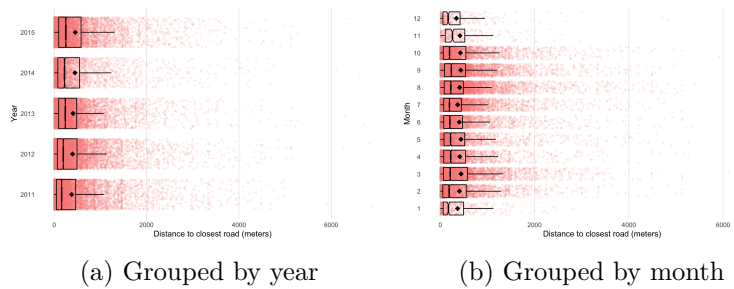 2015
2014
2013
2012
2011
Year
0 2000 4000 6000
Distance to closest road (meters)
(a) Grouped by year
12
11
10
9
8
7
6
5
4
3
2
1
Month
0 2000 4000 6000
Distance to closest road (meters)
(b) Grouped by month